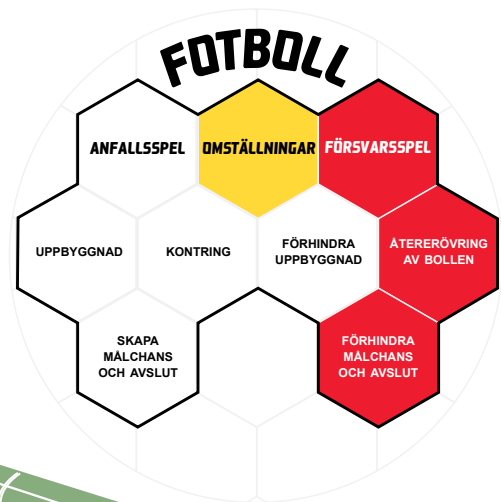 FOTBOLL
ANFALLSSPEL
OMSTÄLLNINGAR
FÖRSVARSSPEL
UPPBYGGNAD
KONTRING
FÖRHINDRA
UPPBYGGNAD
ÅTERERÖVRING
AV BOLLEN
SKAPA
MÅLCHANS
OCH AVSLUT
FÖRHINDRA
MÅLCHANS
OCH AVSLUT